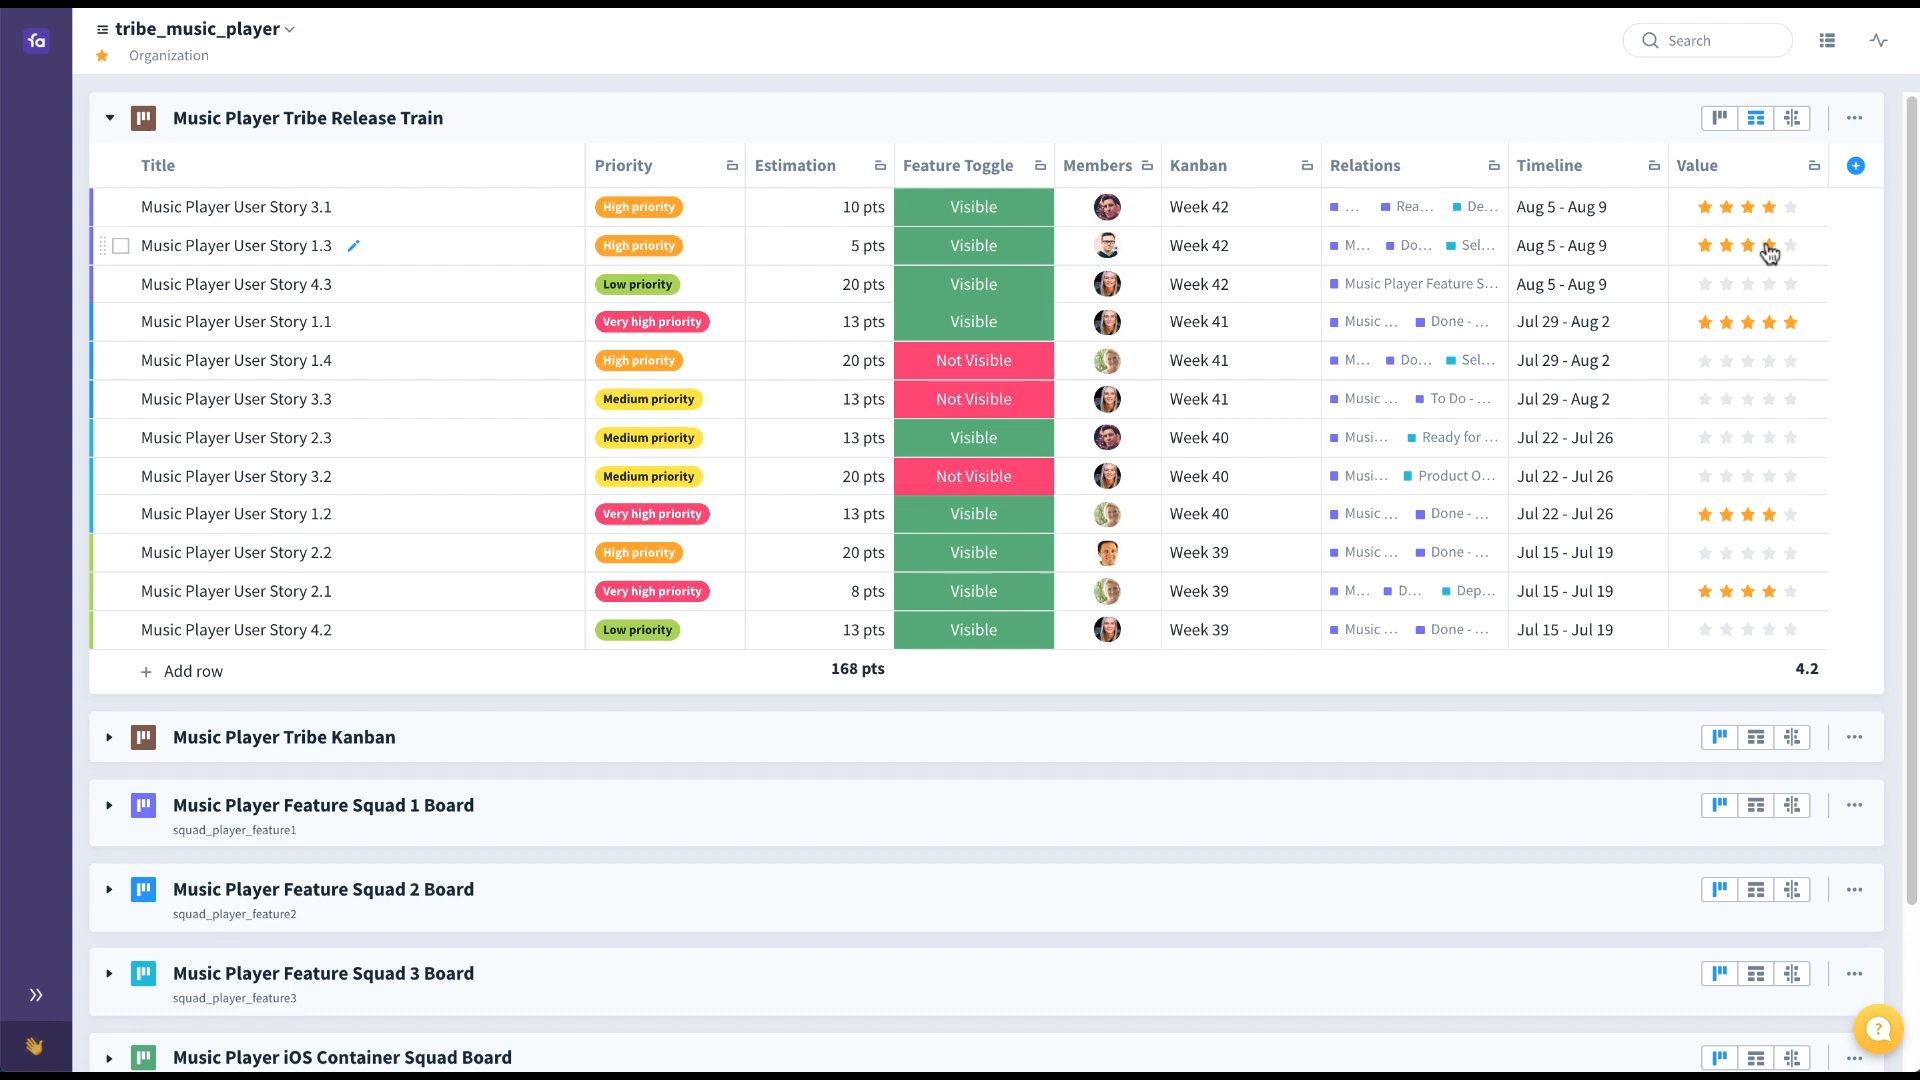 fa
tribe_music_player
Organization
Search
Music Player Tribe Release Train
Title Priority Estimation Feature Toggle Members Kanban Relations Timeline Value
Music Player User Story 3.1 High priority 10 pts Visible Week 42 ... Rea... De... Aug 5 - Aug 9
Music Player User Story 1.3 High priority 5 pts Visible Week 42 M... Do... Sel... Aug 5 - Aug 9
Music Player User Story 4.3 Low priority 20 pts Visible Week 42 Music Player Feature S... Aug 5 - Aug 9
Music Player User Story 1.1 Very high priority 13 pts Visible Week 41 Music ... Done - ... Jul 29 - Aug 2
Music Player User Story 1.4 High priority 20 pts Not Visible Week 41 M... Do... Sel... Jul 29 - Aug 2
Music Player User Story 3.3 Medium priority 13 pts Not Visible Week 41 Music ... To Do - ... Jul 29 - Aug 2
Music Player User Story 2.3 Medium priority 13 pts Visible Week 40 Musi... Ready for ... Jul 22 - Jul 26
Music Player User Story 3.2 Medium priority 20 pts Not Visible Week 40 Musi... Product O... Jul 22 - Jul 26
Music Player User Story 1.2 Very high priority 13 pts Visible Week 40 Music ... Done - ... Jul 22 - Jul 26
Music Player User Story 2.2 High priority 20 pts Visible Week 39 Music ... Done - ... Jul 15 - Jul 19
Music Player User Story 2.1 Very high priority 8 pts Visible Week 39 M... D... Dep... Jul 15 - Jul 19
Music Player User Story 4.2 Low priority 13 pts Visible Week 39 Music ... Done - ... Jul 15 - Jul 19
+ Add row 168 pts 4.2
Music Player Tribe Kanban
Music Player Feature Squad 1 Board
squad_player_feature1
Music Player Feature Squad 2 Board
squad_player_feature2
Music Player Feature Squad 3 Board
squad_player_feature3
Music Player iOS Container Squad Board
?